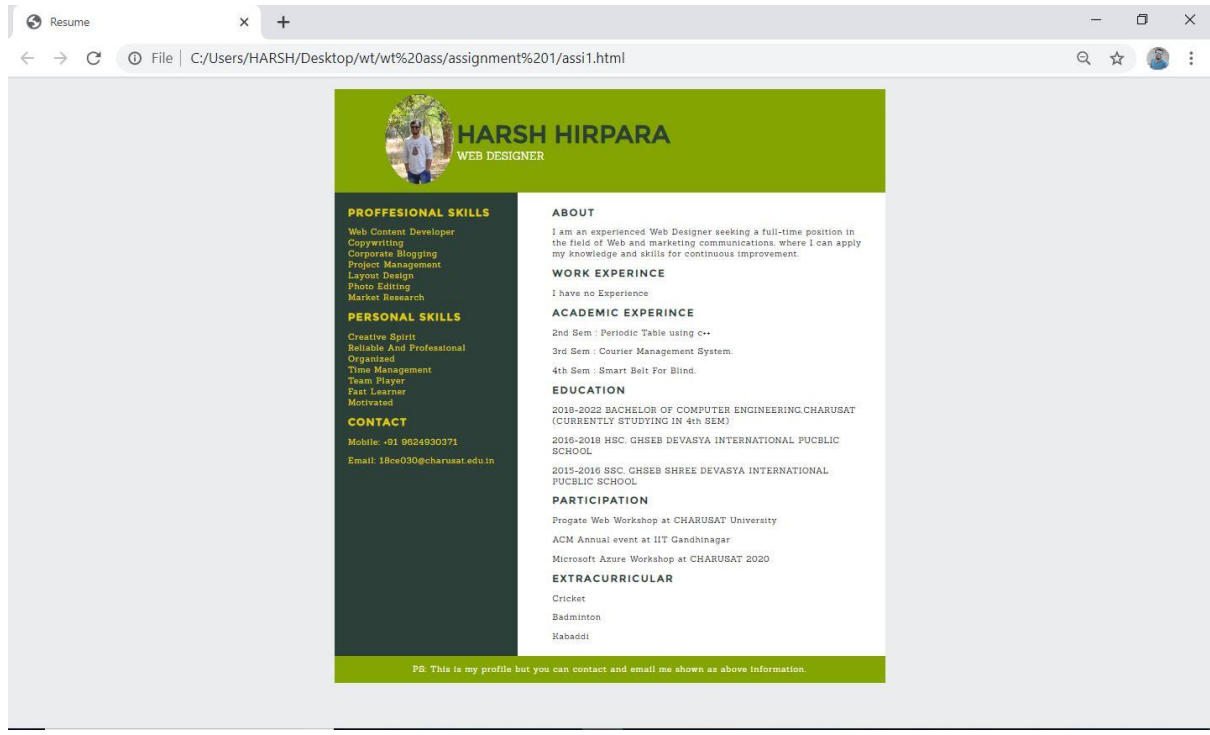 Resume
File
C:/Users/HARSH/Desktop/wt/wt%20ass/assignment%201/assi1.html
HARSH HIRPARA
WEB DESIGNER
PROFFESIONAL SKILLS
Web Content Developer
Copywriting
Corporate Blogging
Project Management
Layout Design
Photo Editing
Market Research
PERSONAL SKILLS
Creative Spirit
Reliable And Professional
Organized
Time Management
Team Player
Fast Learner
Motivated
CONTACT
Mobile: +91 9624930371
Email: 18ce030@charusat.edu.in
ABOUT
I am an experienced Web Designer seeking a full-time position in
the field of Web and marketing communications, where I can apply
my knowledge and skills for continuous improvement.
WORK EXPERINCE
I have no Experience
ACADEMIC EXPERINCE
2nd Sem : Periodic Table using c++
3rd Sem : Courier Management System.
4th Sem : Smart Belt For Blind.
EDUCATION
2018-2022 BACHELOR OF COMPUTER ENGINEERING,CHARUSAT
(CURRENTLY STUDYING IN 4th SEM)
2016-2018 HSC, GHSEB DEVASYA INTERNATIONAL PUCBLIC
SCHOOL
2015-2016 SSC, GHSEB SHREE DEVASYA INTERNATIONAL
PUCBLIC SCHOOL
PARTICIPATION
Progate Web Workshop at CHARUSAT University
ACM Annual event at IIT Gandhinagar
Microsoft Azure Workshop at CHARUSAT 2020
EXTRACURRICULAR
Cricket
Badminton
Kabaddi
PS: This is my profile but you can contact and email me shown as above information.